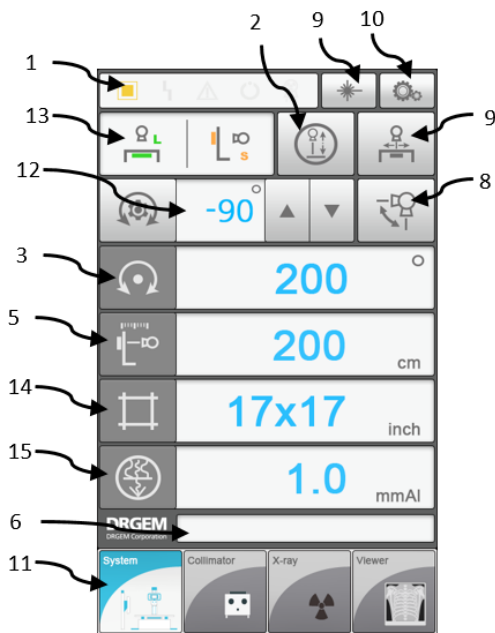 2
9
10
1
13
L
S
9
12
-90°
8
3
200°
5
200 cm
14
17x17 inch
15
1.0 mmAl
6
DRGEM
DRGEM Corporation
11
System
Collimator
X-ray
Viewer